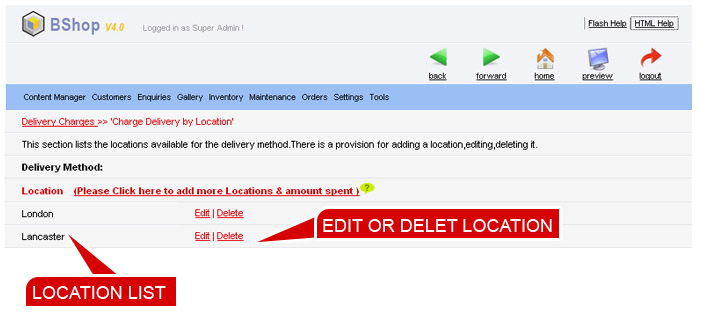 BShop V4.0 Logged in as Super Admin ! Flash Help HTML Help
back forward home preview logout
Content Manager Customers Enquiries Gallery Inventory Maintenance Orders Settings Tools
Delivery Charges >> 'Charge Delivery by Location'
This section lists the locations available for the delivery method.There is a provision for adding a location,editing,deleting it.
Delivery Method:
Location (Please Click here to add more Locations & amount spent ) ?
London Edit | Delete
Lancaster Edit | Delete
EDIT OR DELET LOCATION
LOCATION LIST